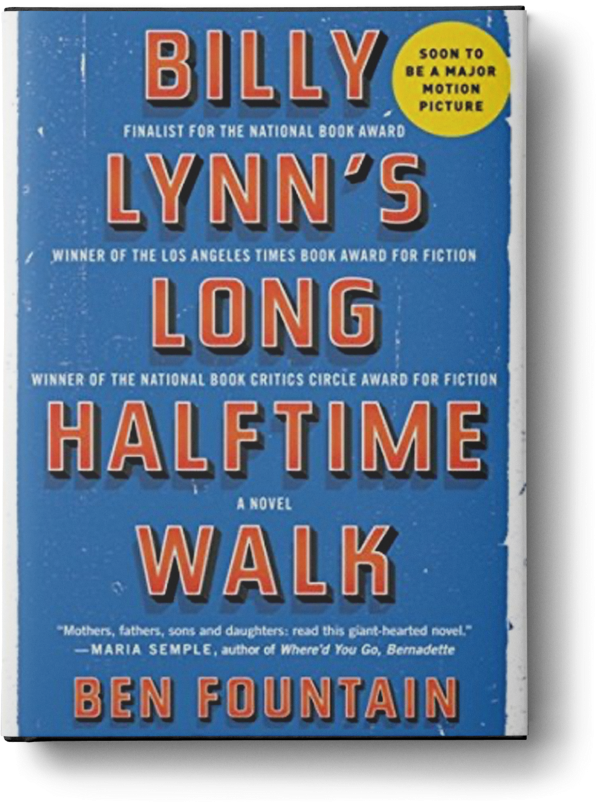 BILLY
SOON TO
BE A MAJOR
MOTION
PICTURE
FINALIST FOR THE NATIONAL BOOK AWARD
LYNN'S
WINNER OF THE LOS ANGELES TIMES BOOK AWARD FOR FICTION
LONG
WINNER OF THE NATIONAL BOOK CRITICS CIRCLE AWARD FOR FICTION
HALFTIME
A NOVEL
WALK
"Mothers, fathers, sons and daughters: read this giant-hearted novel."
—MARIA SEMPLE, author of Where'd You Go, Bernadette
BEN FOUNTAIN